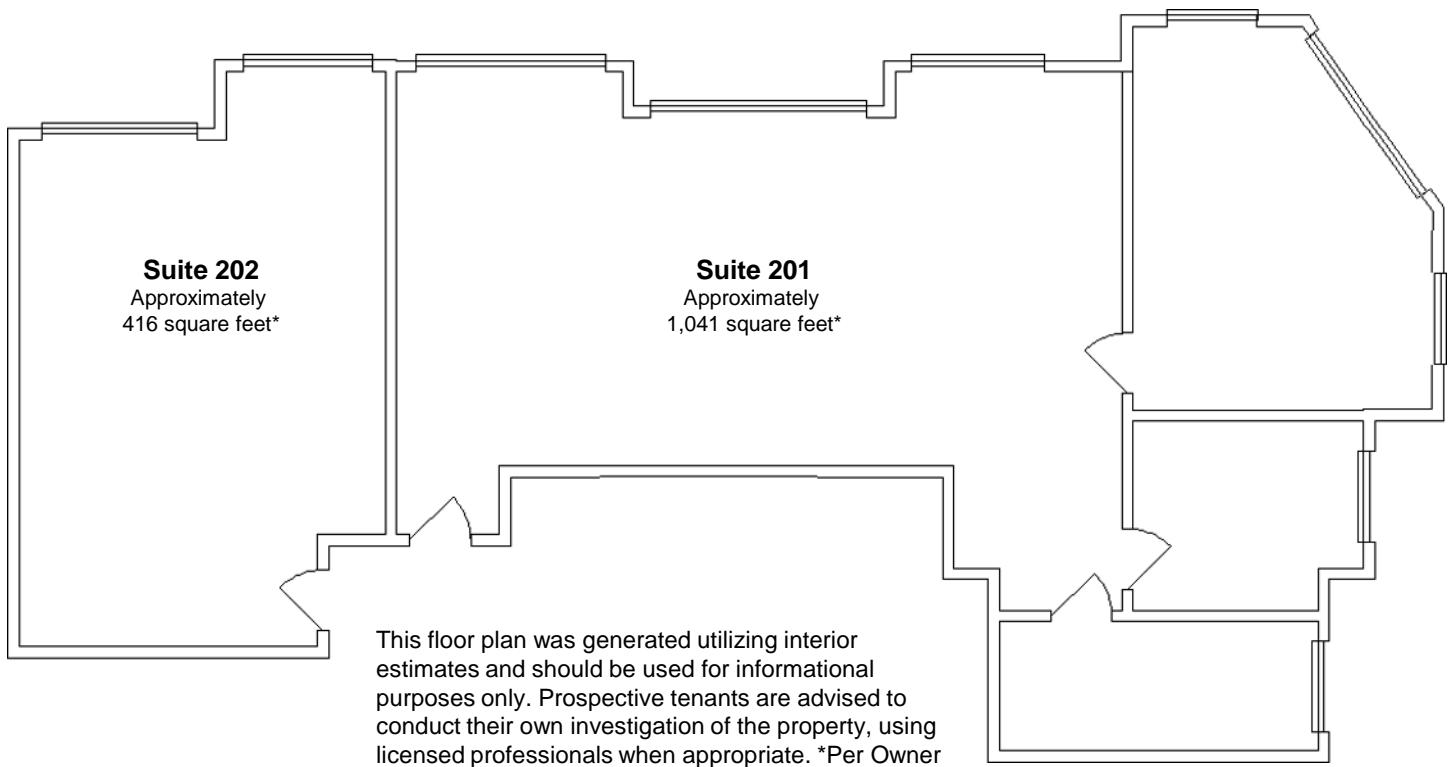 Suite 202
Approximately
416 square feet*
Suite 201
Approximately
1,041 square feet*
This floor plan was generated utilizing interior
estimates and should be used for informational
purposes only. Prospective tenants are advised to
conduct their own investigation of the property, using
licensed professionals when appropriate. *Per Owner